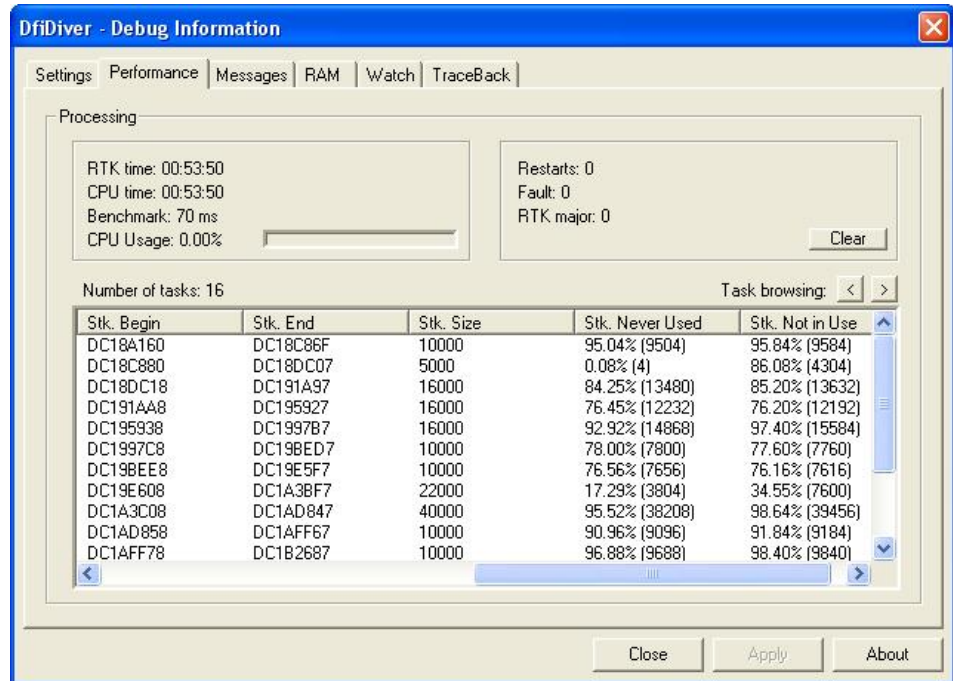 DfiDiver - Debug Information
Settings Performance Messages RAM Watch TraceBack
Processing
RTK time: 00:53:50
CPU time: 00:53:50
Benchmark: 70 ms
CPU Usage: 0.00%
Restarts: 0
Fault: 0
RTK major: 0
Clear
Number of tasks: 16
Task browsing: < >
Stk. Begin Stk. End Stk. Size Stk. Never Used Stk. Not in Use
DC18A160 DC18C86F 10000 95.04% (9504) 95.84% (9584)
DC18C880 DC18DC07 5000 0.08% (4) 86.08% (4304)
DC18DC18 DC191A97 16000 84.25% (13480) 85.20% (13632)
DC191AA8 DC195927 16000 76.45% (12232) 76.20% (12192)
DC195938 DC1997B7 16000 92.92% (14868) 97.40% (15584)
DC1997C8 DC19BED7 10000 78.00% (7800) 77.60% (7760)
DC19BEE8 DC19E5F7 10000 76.56% (7656) 76.16% (7616)
DC19E608 DC1A3BF7 22000 17.29% (3804) 34.55% (7600)
DC1A3C08 DC1AD847 40000 95.52% (38208) 98.64% (39456)
DC1AD858 DC1AFF67 10000 90.96% (9096) 91.84% (9184)
DC1AFF78 DC1B2687 10000 96.88% (9688) 98.40% (9840)
Close Apply About